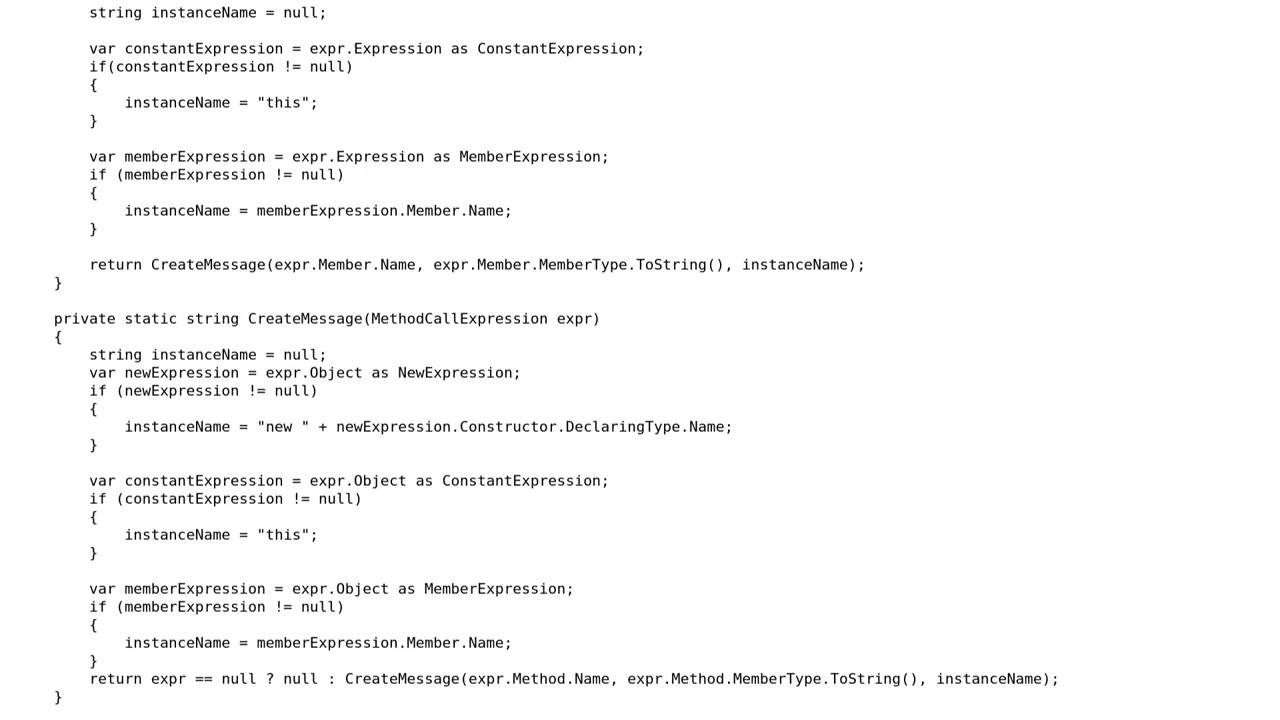 string instanceName = null;
var constantExpression = expr.Expression as ConstantExpression;
if(constantExpression != null)
{
instanceName = "this";
}
var memberExpression = expr.Expression as MemberExpression;
if (memberExpression != null)
{
instanceName = memberExpression.Member.Name;
}
return CreateMessage(expr.Member.Name, expr.Member.MemberType.ToString(), instanceName);
}
private static string CreateMessage(MethodCallExpression expr)
{
string instanceName = null;
var newExpression = expr.Object as NewExpression;
if (newExpression != null)
{
instanceName = "new " + newExpression.Constructor.DeclaringType.Name;
}
var constantExpression = expr.Object as ConstantExpression;
if (constantExpression != null)
{
instanceName = "this";
}
var memberExpression = expr.Object as MemberExpression;
if (memberExpression != null)
{
instanceName = memberExpression.Member.Name;
}
return expr == null ? null : CreateMessage(expr.Method.Name, expr.Method.MemberType.ToString(), instanceName);
}